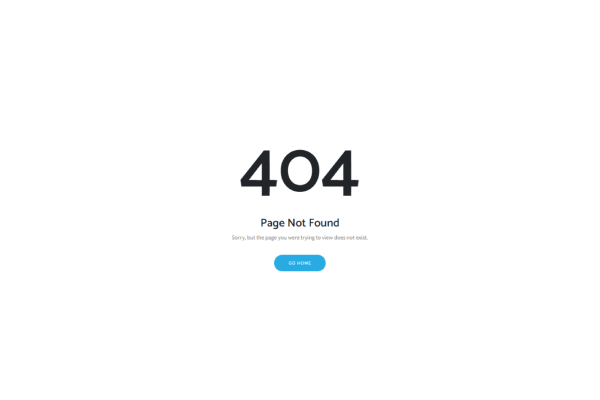 404
Page Not Found
Sorry, but the page you were trying to view does not exist.
GO HOME